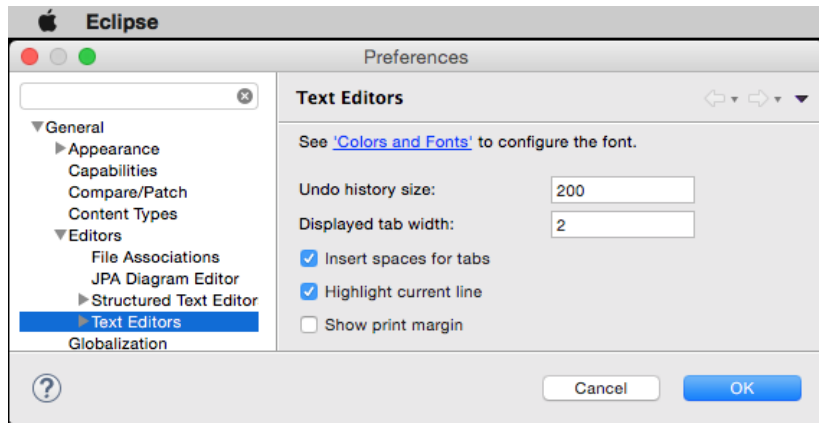 Eclipse
Preferences
General
Appearance
Capabilities
Compare/Patch
Content Types
Editors
File Associations
JPA Diagram Editor
Structured Text Editor
Text Editors
Globalization
Text Editors
See 'Colors and Fonts' to configure the font.
Undo history size: 200
Displayed tab width: 2
Insert spaces for tabs
Highlight current line
Show print margin
?
Cancel OK